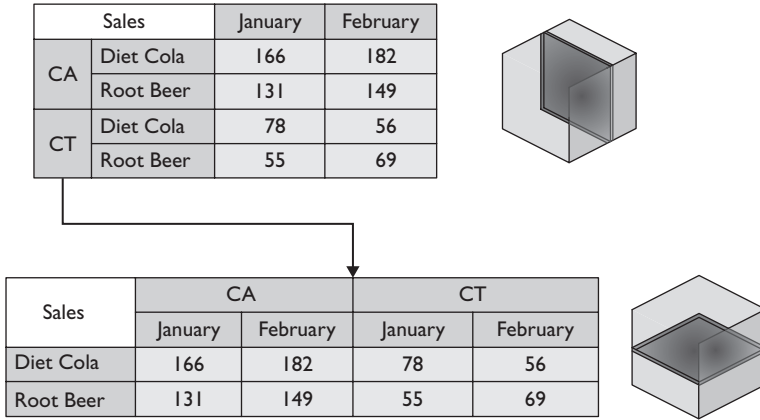 Sales January February
CA Diet Cola 166 182
Root Beer 131 149
CT Diet Cola 78 56
Root Beer 55 69
Sales CA CT
January February January February
Diet Cola 166 182 78 56
Root Beer 131 149 55 69